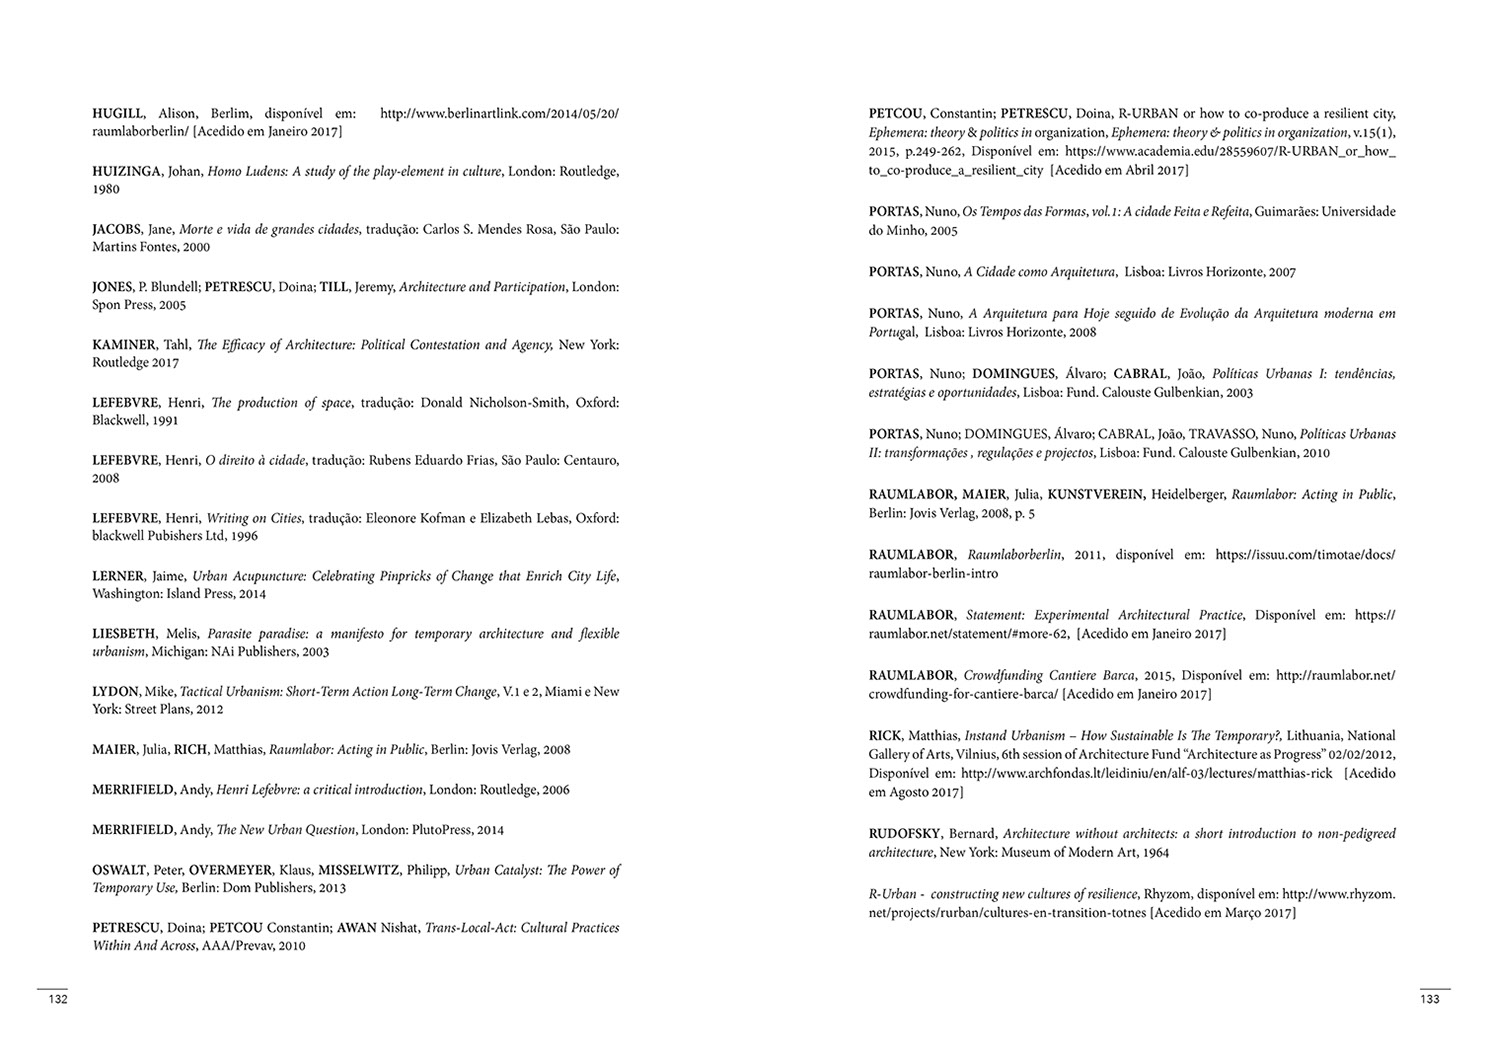 HUGILL, Alison, Berlim, disponível em: http://www.berlinartlink.com/2014/05/20/
raumlaborberlin/ [Acedido em Janeiro 2017]
HUIZINGA, Johan, Homo Ludens: A study of the play-element in culture, London: Routledge,
1980
JACOBS, Jane, Morte e vida de grandes cidades, tradução: Carlos S. Mendes Rosa, São Paulo:
Martins Fontes, 2000
JONES, P. Blundell; PETRESCU, Doina; TILL, Jeremy, Architecture and Participation, London:
Spon Press, 2005
KAMINER, Tahl, The Efficacy of Architecture: Political Contestation and Agency, New York:
Routledge 2017
LEFEBVRE, Henri, The production of space, tradução: Donald Nicholson-Smith, Oxford:
Blackwell, 1991
LEFEBVRE, Henri, O direito à cidade, tradução: Rubens Eduardo Frias, São Paulo: Centauro,
2008
LEFEBVRE, Henri, Writing on Cities, tradução: Eleonore Kofman e Elizabeth Lebas, Oxford:
blackwell Pubishers Ltd, 1996
LERNER, Jaime, Urban Acupuncture: Celebrating Pinpricks of Change that Enrich City Life,
Washington: Island Press, 2014
LIESBETH, Melis, Parasite paradise: a manifesto for temporary architecture and flexible
urbanism, Michigan: NAi Publishers, 2003
LYDON, Mike, Tactical Urbanism: Short-Term Action Long-Term Change, V.1 e 2, Miami e New
York: Street Plans, 2012
MAIER, Julia, RICH, Matthias, Raumlabor: Acting in Public, Berlin: Jovis Verlag, 2008
MERRIFIELD, Andy, Henri Lefebvre: a critical introduction, London: Routledge, 2006
MERRIFIELD, Andy, The New Urban Question, London: PlutoPress, 2014
OSWALT, Peter, OVERMEYER, Klaus, MISSELWITZ, Philipp, Urban Catalyst: The Power of
Temporary Use, Berlin: Dom Publishers, 2013
PETRESCU, Doina; PETCOU Constantin; AWAN Nishat, Trans-Local-Act: Cultural Practices
Within And Across, AAA/Prevav, 2010
132
PETCOU, Constantin; PETRESCU, Doina, R-URBAN or how to co-produce a resilient city,
Ephemera: theory & politics in organization, Ephemera: theory & politics in organization, v.15(1),
2015, p.249-262, Disponível em: https://www.academia.edu/28559607/R-URBAN_or_how_
to_co-produce_a_resilient_city [Acedido em Abril 2017]
PORTAS, Nuno, Os Tempos das Formas, vol.1: A cidade Feita e Refeita, Guimarães: Universidade
do Minho, 2005
PORTAS, Nuno, A Cidade como Arquitetura, Lisboa: Livros Horizonte, 2007
PORTAS, Nuno, A Arquitetura para Hoje seguido de Evolução da Arquitetura moderna em
Portugal, Lisboa: Livros Horizonte, 2008
PORTAS, Nuno; DOMINGUES, Álvaro; CABRAL, João, Políticas Urbanas I: tendências,
estratégias e oportunidades, Lisboa: Fund. Calouste Gulbenkian, 2003
PORTAS, Nuno; DOMINGUES, Álvaro; CABRAL, João, TRAVASSO, Nuno, Políticas Urbanas
II: transformações , regulações e projectos, Lisboa: Fund. Calouste Gulbenkian, 2010
RAUMLABOR, MAIER, Julia, KUNSTVEREIN, Heidelberger, Raumlabor: Acting in Public,
Berlin: Jovis Verlag, 2008, p. 5
RAUMLABOR, Raumlaborberlin, 2011, disponível em: https://issuu.com/timotae/docs/
raumlabor-berlin-intro
RAUMLABOR, Statement: Experimental Architectural Practice, Disponível em: https://
raumlabor.net/statement/#more-62, [Acedido em Janeiro 2017]
RAUMLABOR, Crowdfunding Cantiere Barca, 2015, Disponível em: http://raumlabor.net/
crowdfunding-for-cantiere-barca/ [Acedido em Janeiro 2017]
RICK, Matthias, Instand Urbanism – How Sustainable Is The Temporary?, Lithuania, National
Gallery of Arts, Vilnius, 6th session of Architecture Fund “Architecture as Progress” 02/02/2012,
Disponível em: http://www.archfondas.lt/leidiniu/en/alf-03/lectures/matthias-rick [Acedido
em Agosto 2017]
RUDOFSKY, Bernard, Architecture without architects: a short introduction to non-pedigreed
architecture, New York: Museum of Modern Art, 1964
R-Urban - constructing new cultures of resilience, Rhyzom, disponível em: http://www.rhyzom.
net/projects/rurban/cultures-en-transition-totnes [Acedido em Março 2017]
133